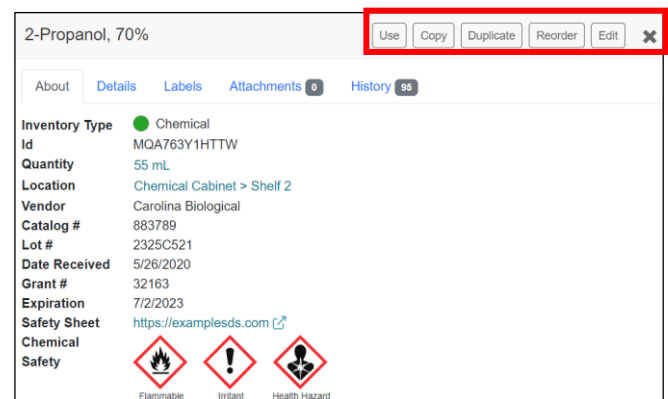 2-Propanol, 70%
Use Copy Duplicate Reorder Edit
About Details Labels Attachments 0 History 95
Inventory Type Chemical
Id MQA763Y1HTTW
Quantity 55 mL
Location Chemical Cabinet > Shelf 2
Vendor Carolina Biological
Catalog # 883789
Lot # 2325C521
Date Received 5/26/2020
Grant # 32163
Expiration 7/2/2023
Safety Sheet https://examplesds.com
Chemical
Safety
Flammable Irritant Health Hazard